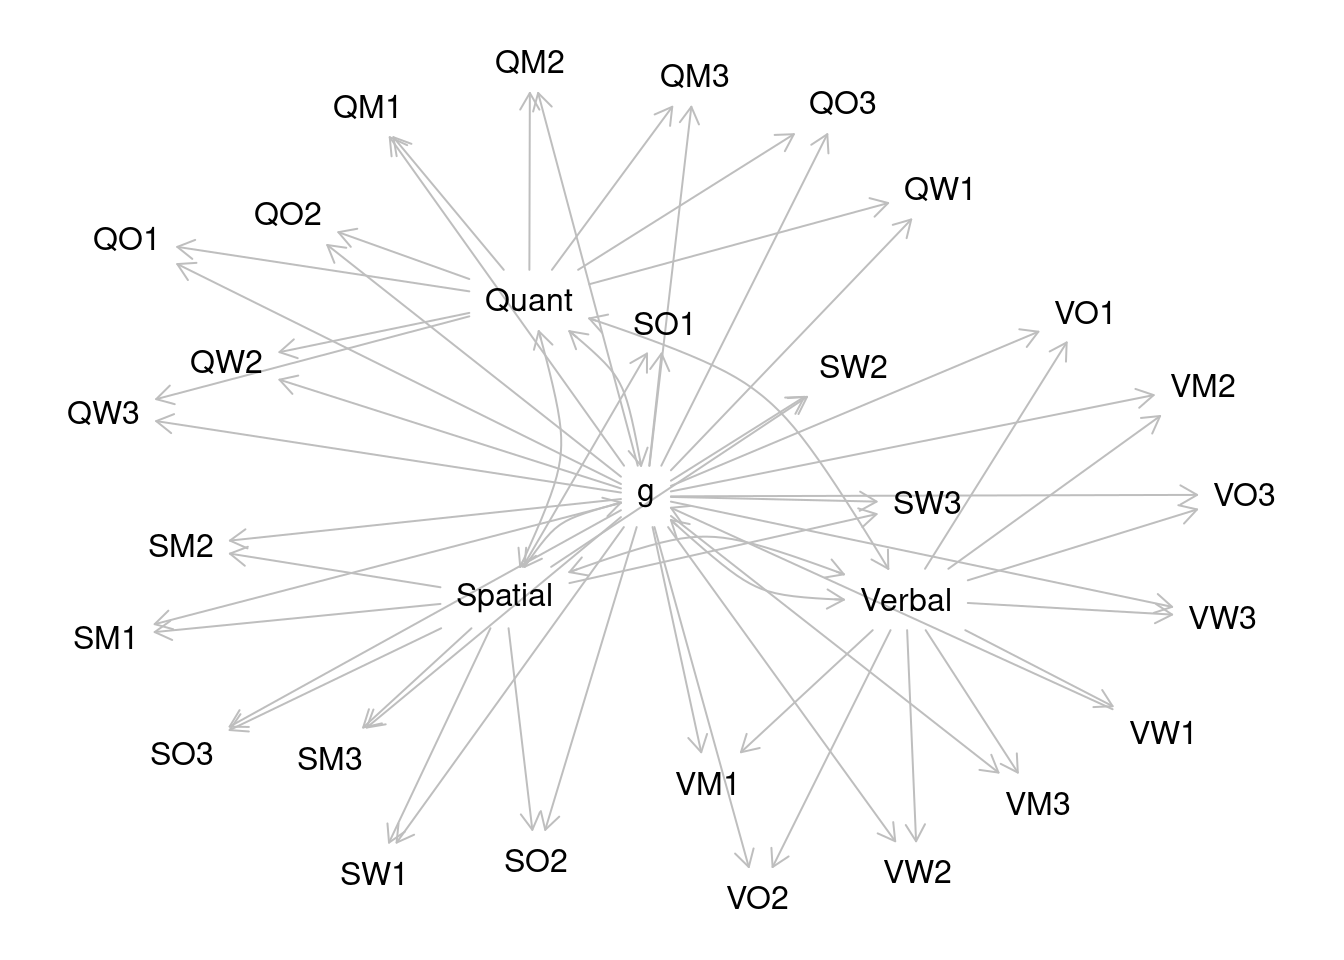 QM2
QM3
QO3
QM1
QW1
QO2
QO1
Quant
VO1
SO1
QW2
SW2
VM2
QW3
g
VO3
SW3
SM2
Spatial
Verbal
VW3
SM1
VW1
SO3
SM3
VM1
VM3
SO2
VW2
SW1
VO2